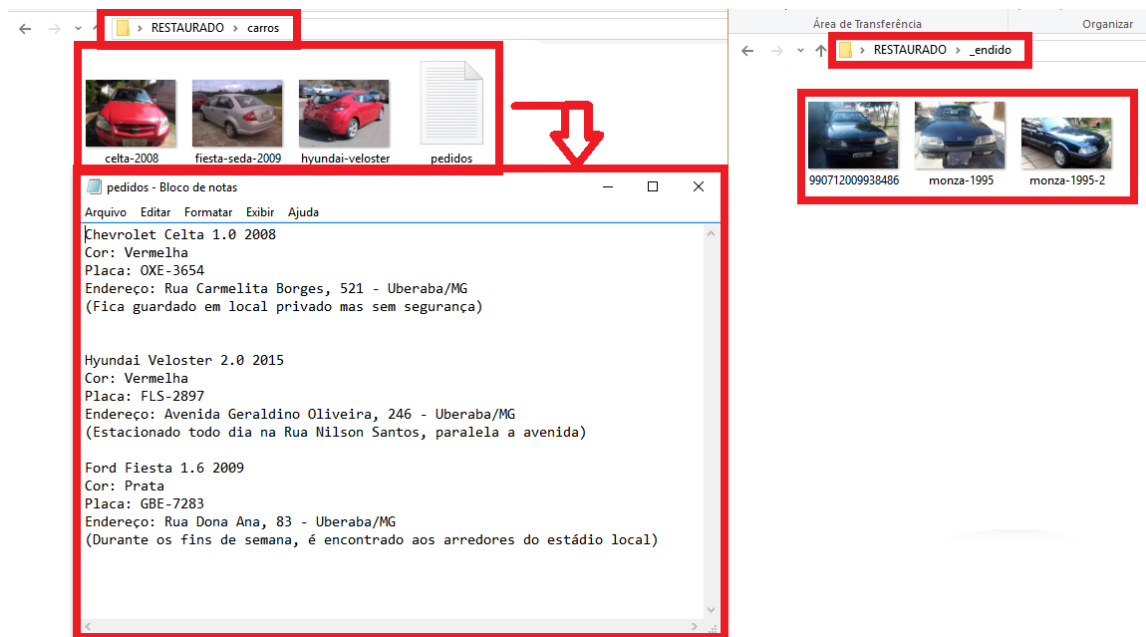 RESTAURADO > carros
celta-2008
fiesta-seda-2009
hyundai-veloster
pedidos
pedidos - Bloco de notas
Arquivo Editar Formatar Exibir Ajuda
Chevrolet Celta 1.0 2008
Cor: Vermelha
Placa: OXE-3654
Endereço: Rua Carmelita Borges, 521 - Uberaba/MG
(Fica guardado em local privado mas sem segurança)
Hyundai Veloster 2.0 2015
Cor: Vermelha
Placa: FLS-2897
Endereço: Avenida Geraldino Oliveira, 246 - Uberaba/MG
(Estacionado todo dia na Rua Nilson Santos, paralela a avenida)
Ford Fiesta 1.6 2009
Cor: Prata
Placa: GBE-7283
Endereço: Rua Dona Ana, 83 - Uberaba/MG
(Durante os fins de semana, é encontrado aos arredores do estádio local)
Área de Transferência
Organizar
RESTAURADO > _endido
990712009938486
monza-1995
monza-1995-2